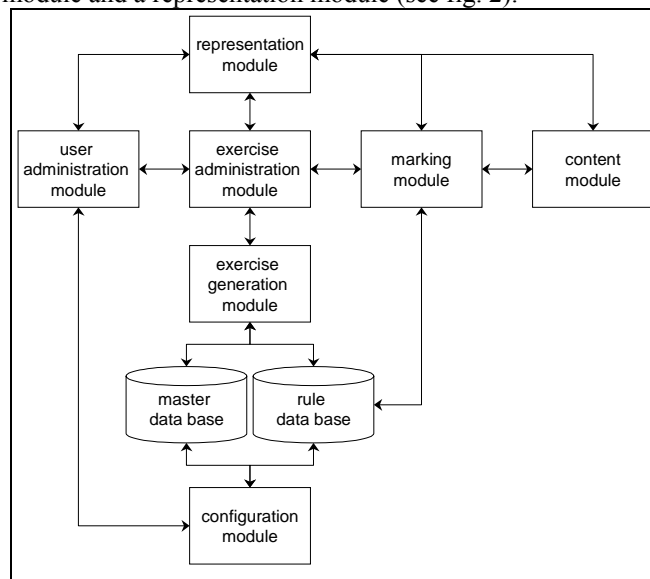 module and a representation module (see fig. 2).
representation
module
user
administration
module
exercise
administration
module
marking
module
content
module
exercise
generation
module
master
data base
rule
data base
configuration
module